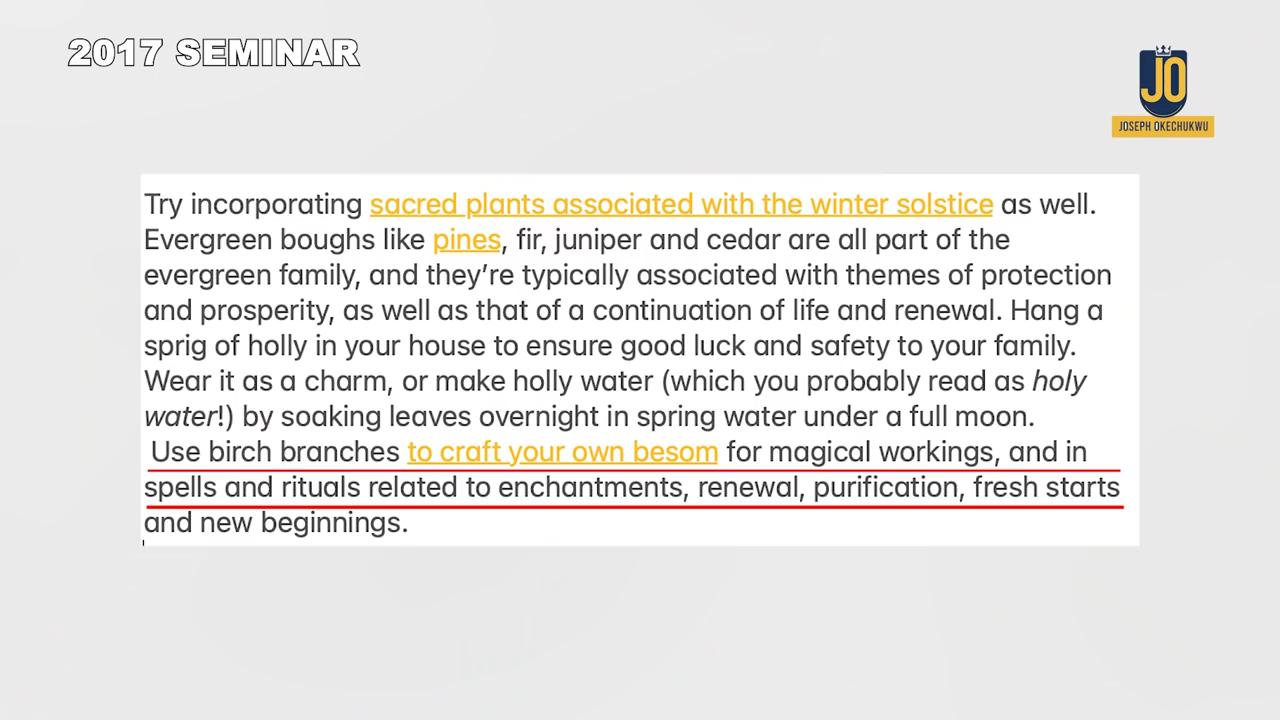 2017 SEMINAR
JO
JOSEPH OKECHUKWU
Try incorporating sacred plants associated with the winter solstice as well.
Evergreen boughs like pines, fir, juniper and cedar are all part of the
evergreen family, and they’re typically associated with themes of protection
and prosperity, as well as that of a continuation of life and renewal. Hang a
sprig of holly in your house to ensure good luck and safety to your family.
Wear it as a charm, or make holly water (which you probably read as holy
water!) by soaking leaves overnight in spring water under a full moon.
Use birch branches to craft your own besom for magical workings, and in
spells and rituals related to enchantments, renewal, purification, fresh starts
and new beginnings.